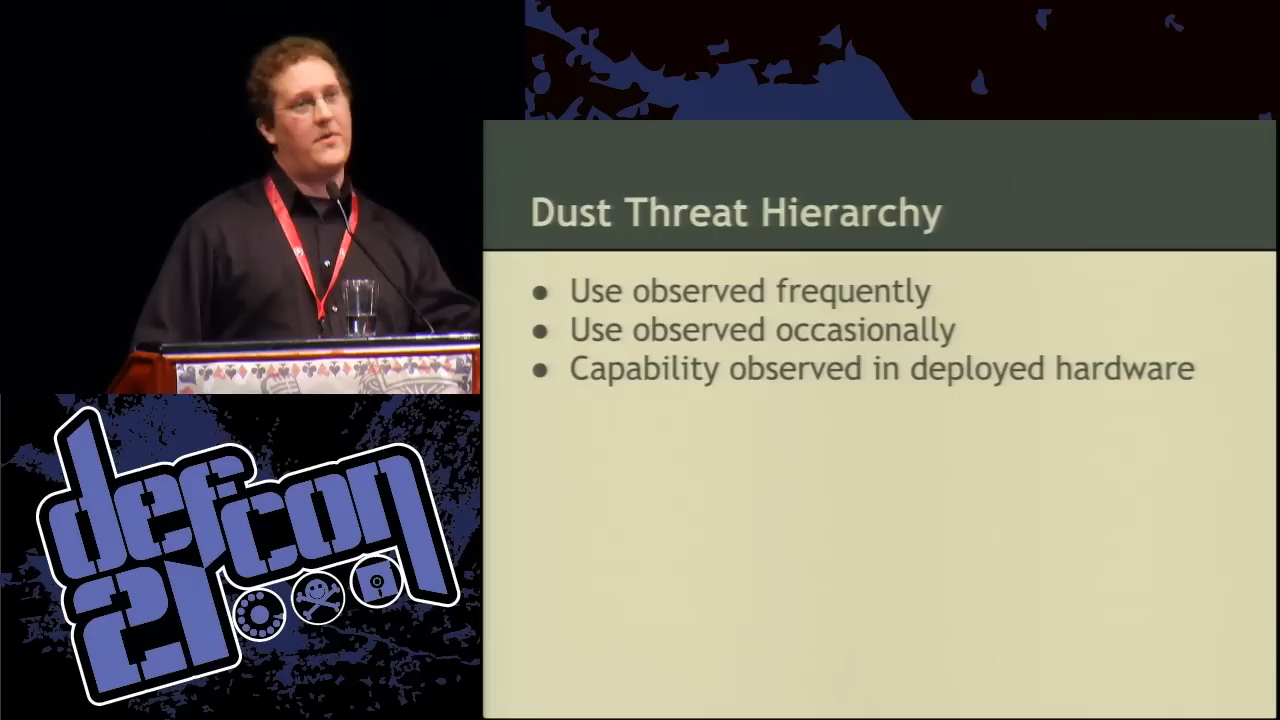 Dust Threat Hierarchy
● Use observed frequently
● Use observed occasionally
● Capability observed in deployed hardware
defcon
21